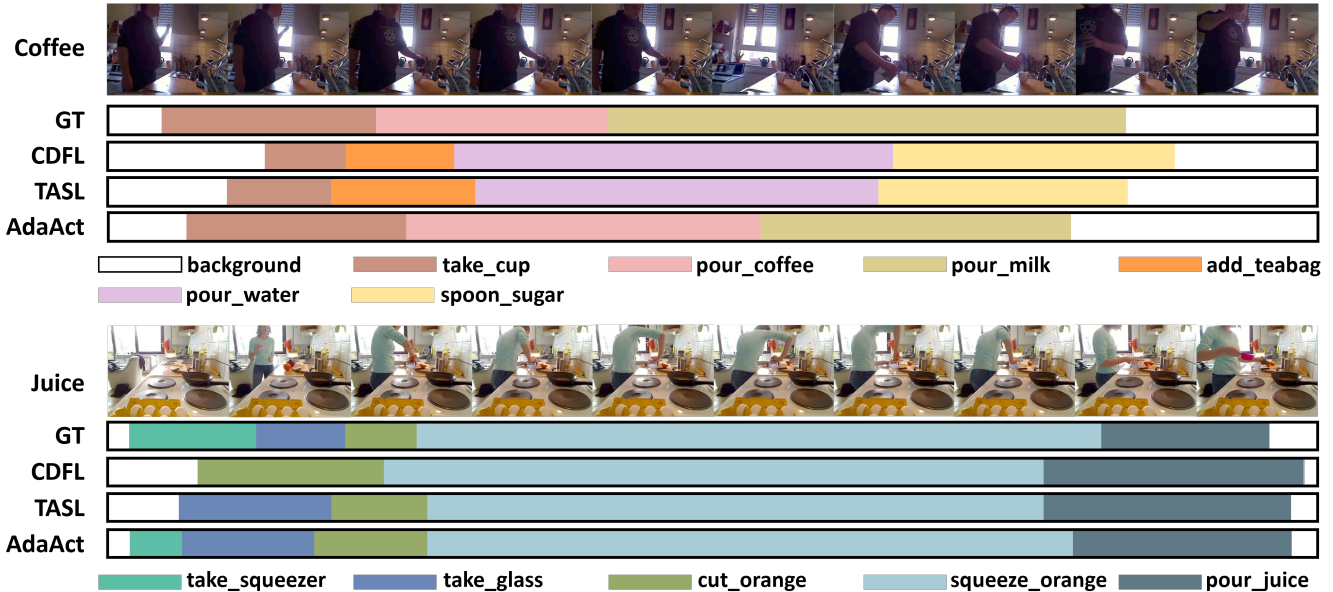 Coffee
GT
CDFL
TASL
AdaAct
background take_cup pour_coffee pour_milk add_teabag
pour_water spoon_sugar
Juice
GT
CDFL
TASL
AdaAct
take_squeezer take_glass cut_orange squeeze_orange pour_juice